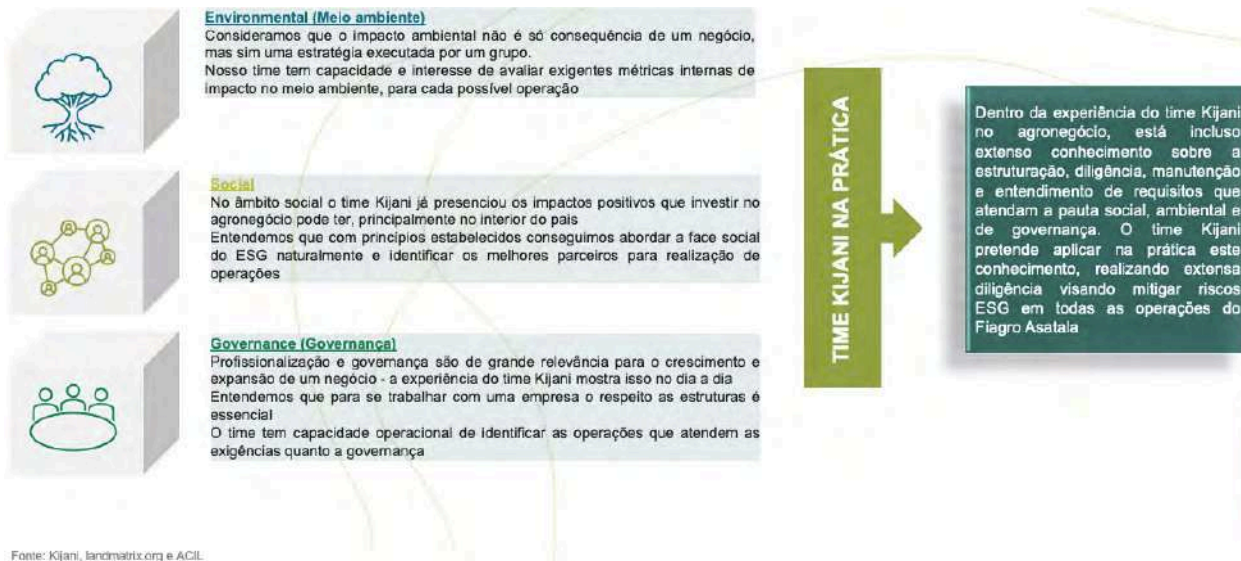 Environmental (Meio ambiente)
Consideramos que o impacto ambiental não é só consequência de um negócio,
mas sim uma estratégia executada por um grupo.
Nosso time tem capacidade e interesse de avaliar exigentes métricas internas de
impacto no meio ambiente, para cada possível operação
Social
No âmbito social o time Kijani já presenciou os impactos positivos que investir no
agronegócio pode ter, principalmente no interior do país
Entendemos que com princípios estabelecidos conseguimos abordar a face social
do ESG naturalmente e identificar os melhores parceiros para realização de
operações
Governance (Governança)
Profissionalização e governança são de grande relevância para o crescimento e
expansão de um negócio - a experiência do time Kijani mostra isso no dia a dia
Entendemos que para se trabalhar com uma empresa o respeito as estruturas é
essencial
O time tem capacidade operacional de identificar as operações que atendem as
exigências quanto a governança
TIME KIJANI NA PRÁTICA
Dentro da experiência do time Kijani
no agronegócio, está incluso
extenso conhecimento sobre a
estruturação, diligência, manutenção
e entendimento de requisitos que
atendam a pauta social, ambiental e
de governança. O time Kijani
pretende aplicar na prática este
conhecimento, realizando extensa
diligência visando mitigar riscos
ESG em todas as operações do
Fiagro Asatala
Fonte: Kijani, landmatrix.org e ACIL